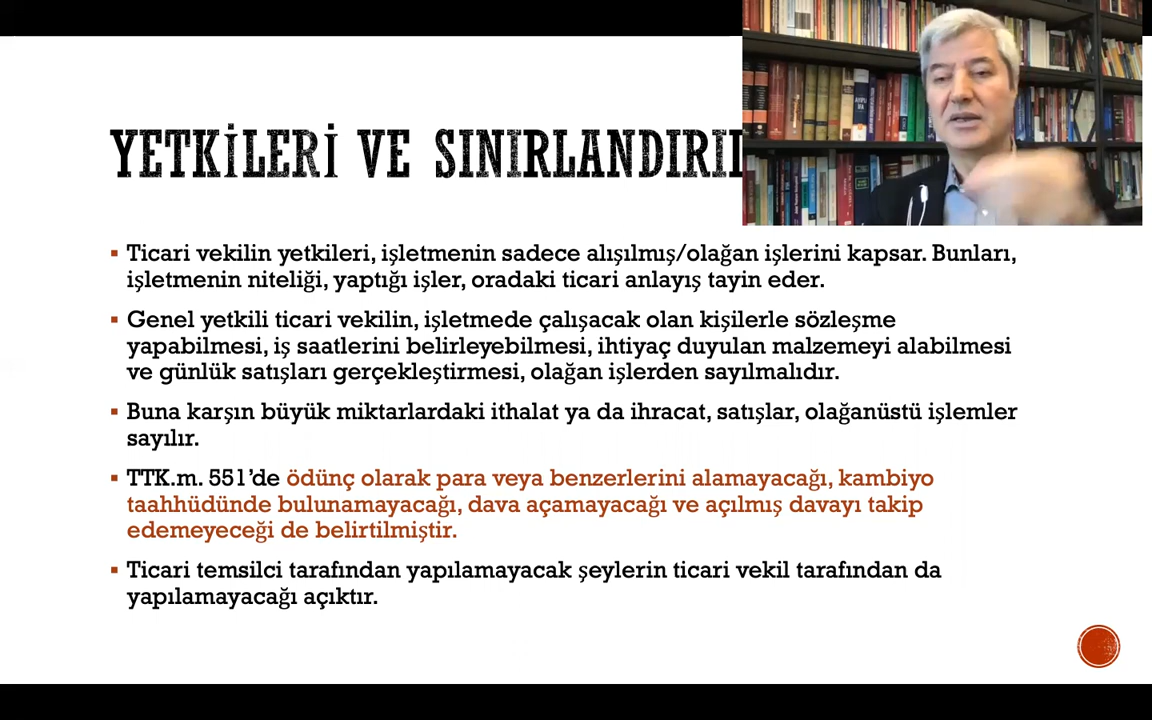 YETKİLERİ VE SINIRLANDIRIL
▪ Ticari vekilin yetkileri, işletmenin sadece alışılmış/olağan işlerini kapsar. Bunları,
işletmenin niteliği, yaptığı işler, oradaki ticari anlayış tayin eder.
▪ Genel yetkili ticari vekilin, işletmede çalışacak olan kişilerle sözleşme
yapabilmesi, iş saatlerini belirleyebilmesi, ihtiyaç duyulan malzemeyi alabilmesi
ve günlük satışları gerçekleştirmesi, olağan işlerden sayılmalıdır.
▪ Buna karşın büyük miktarlardaki ithalat ya da ihracat, satışlar, olağanüstü işlemler
sayılır.
▪ TTK.m. 551’de ödünç olarak para veya benzerlerini alamayacağı, kambiyo
taahhüdünde bulunamayacağı, dava açamayacağı ve açılmış davayı takip
edemeyeceği de belirtilmiştir.
▪ Ticari temsilci tarafından yapılamayacak şeylerin ticari vekil tarafından da
yapılamayacağı açıktır.